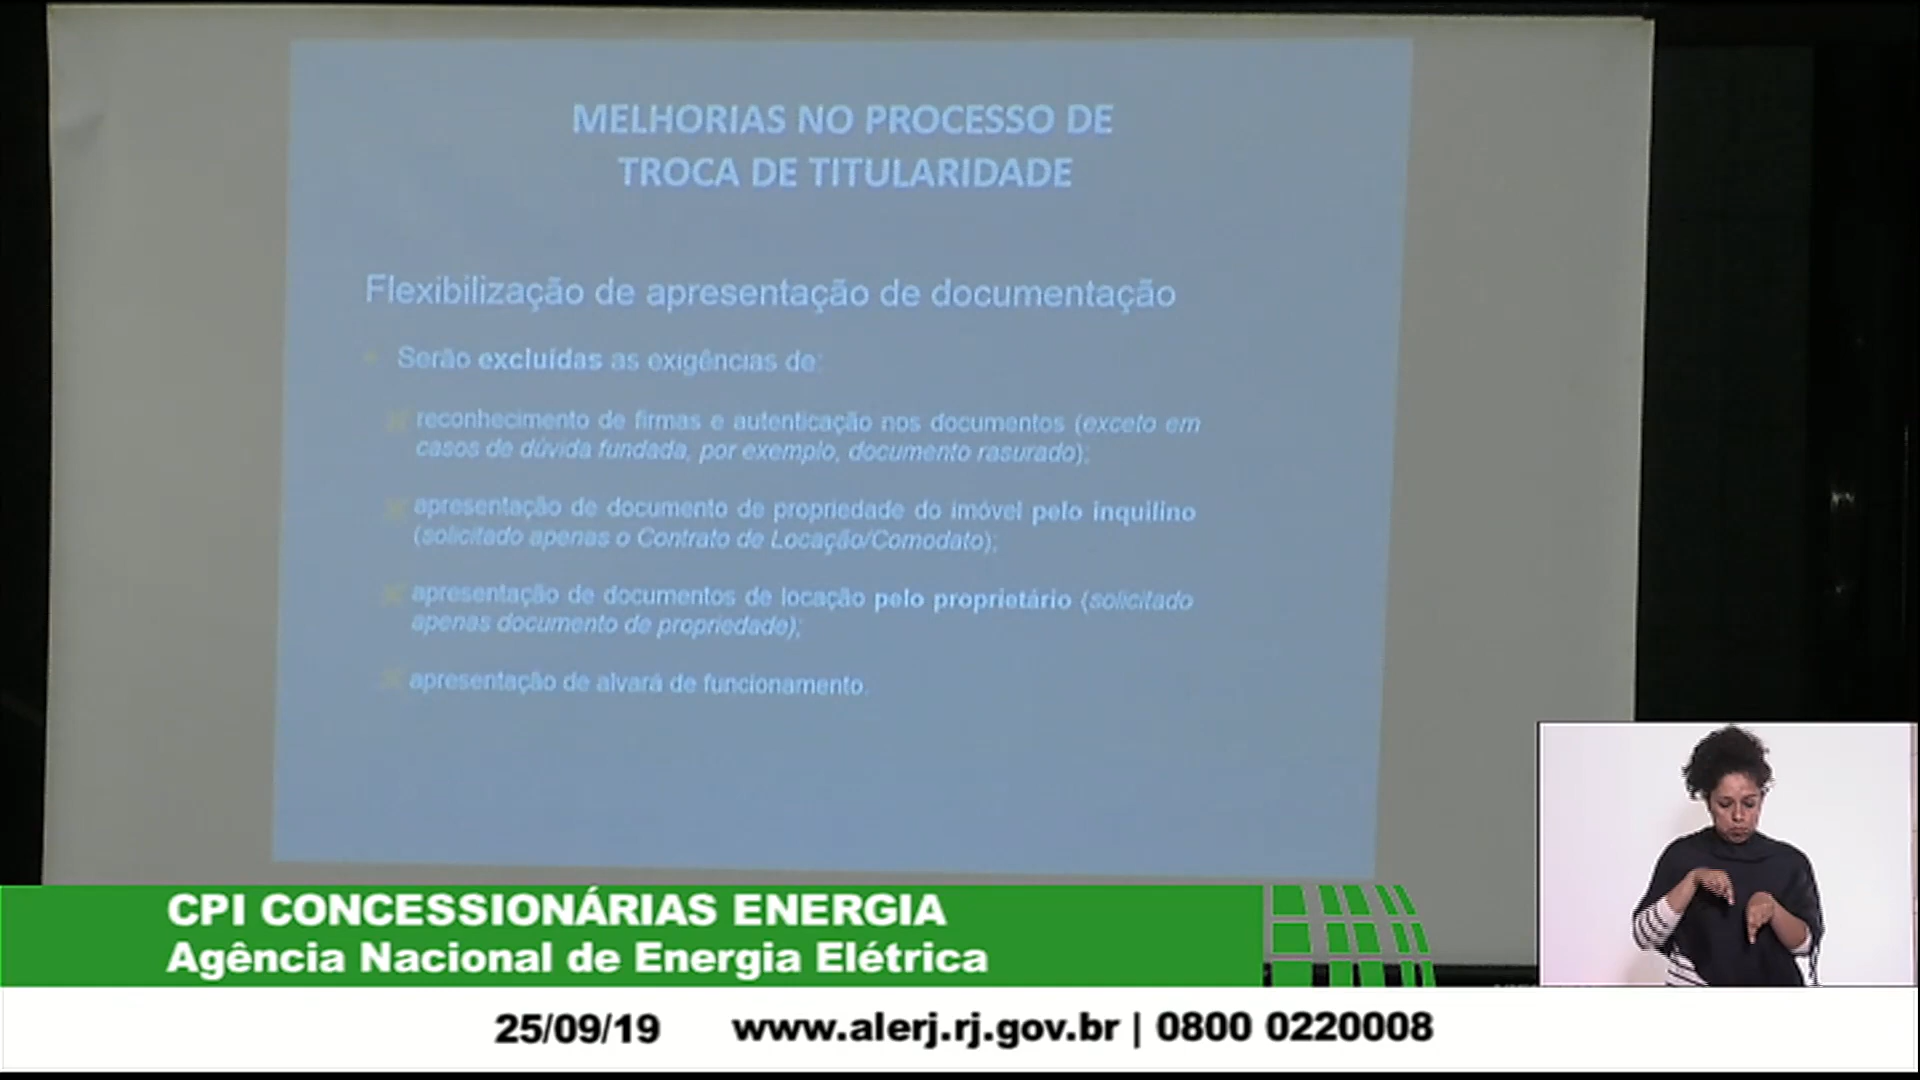 MELHORIAS NO PROCESSO DE
TROCA DE TITULARIDADE
Flexibilização de apresentação de documentação
Serão excluídas as exigências de:
reconhecimento de firmas e autenticação nos documentos (exceto em
casos de dúvida fundada, por exemplo, documento rasurado);
apresentação de documento de propriedade do imóvel pelo inquilino
(solicitado apenas o Contrato de Locação/Comodato);
apresentação de documentos de locação pelo proprietário (solicitado
apenas documento de propriedade);
apresentação de alvará de funcionamento.
CPI CONCESSIONÁRIAS ENERGIA
Agência Nacional de Energia Elétrica
25/09/19 www.alerj.rj.gov.br | 0800 0220008